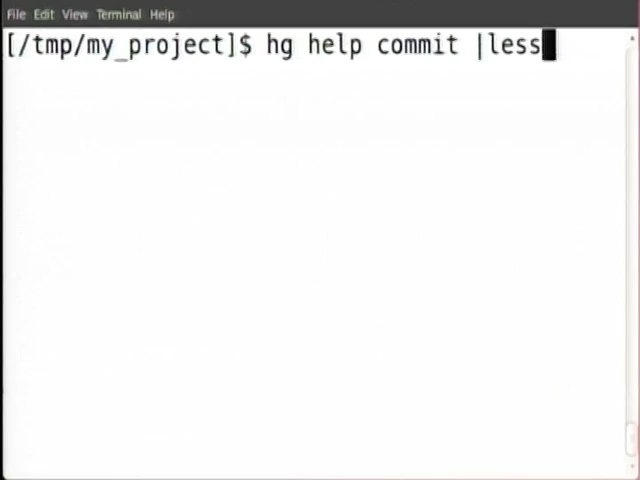 File Edit View Terminal Help
[/tmp/my_project]$ hg help commit |less